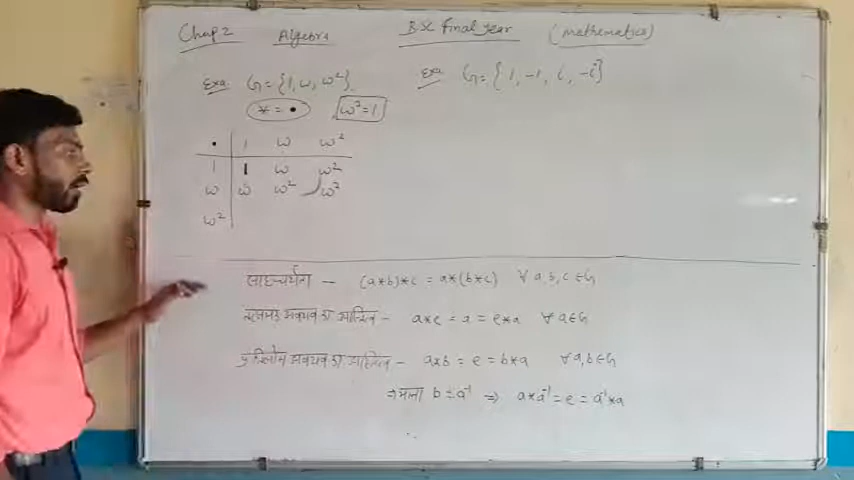 Chap 2 Algebra B.SC Final Year (Mathematics)
Exa G = {1, ω, ω²}
Exa G = {1, -1, i, -i}
* = • ω³=1
• 1 ω ω²
1 1 ω ω²
ω ω ω² ω³
ω²
साहचर्यता – (a*b)*c = a*(b*c) ∀ a,b,c ∈ G
तत्समक अवयव का अस्तित्व – a*e = a = e*a ∀ a ∈ G
प्रतिलोम अवयव का अस्तित्व – a*b = e = b*a ∀ a,b ∈ G
⇒ माना b = a⁻¹ ⇒ a*a⁻¹ = e = a⁻¹*a